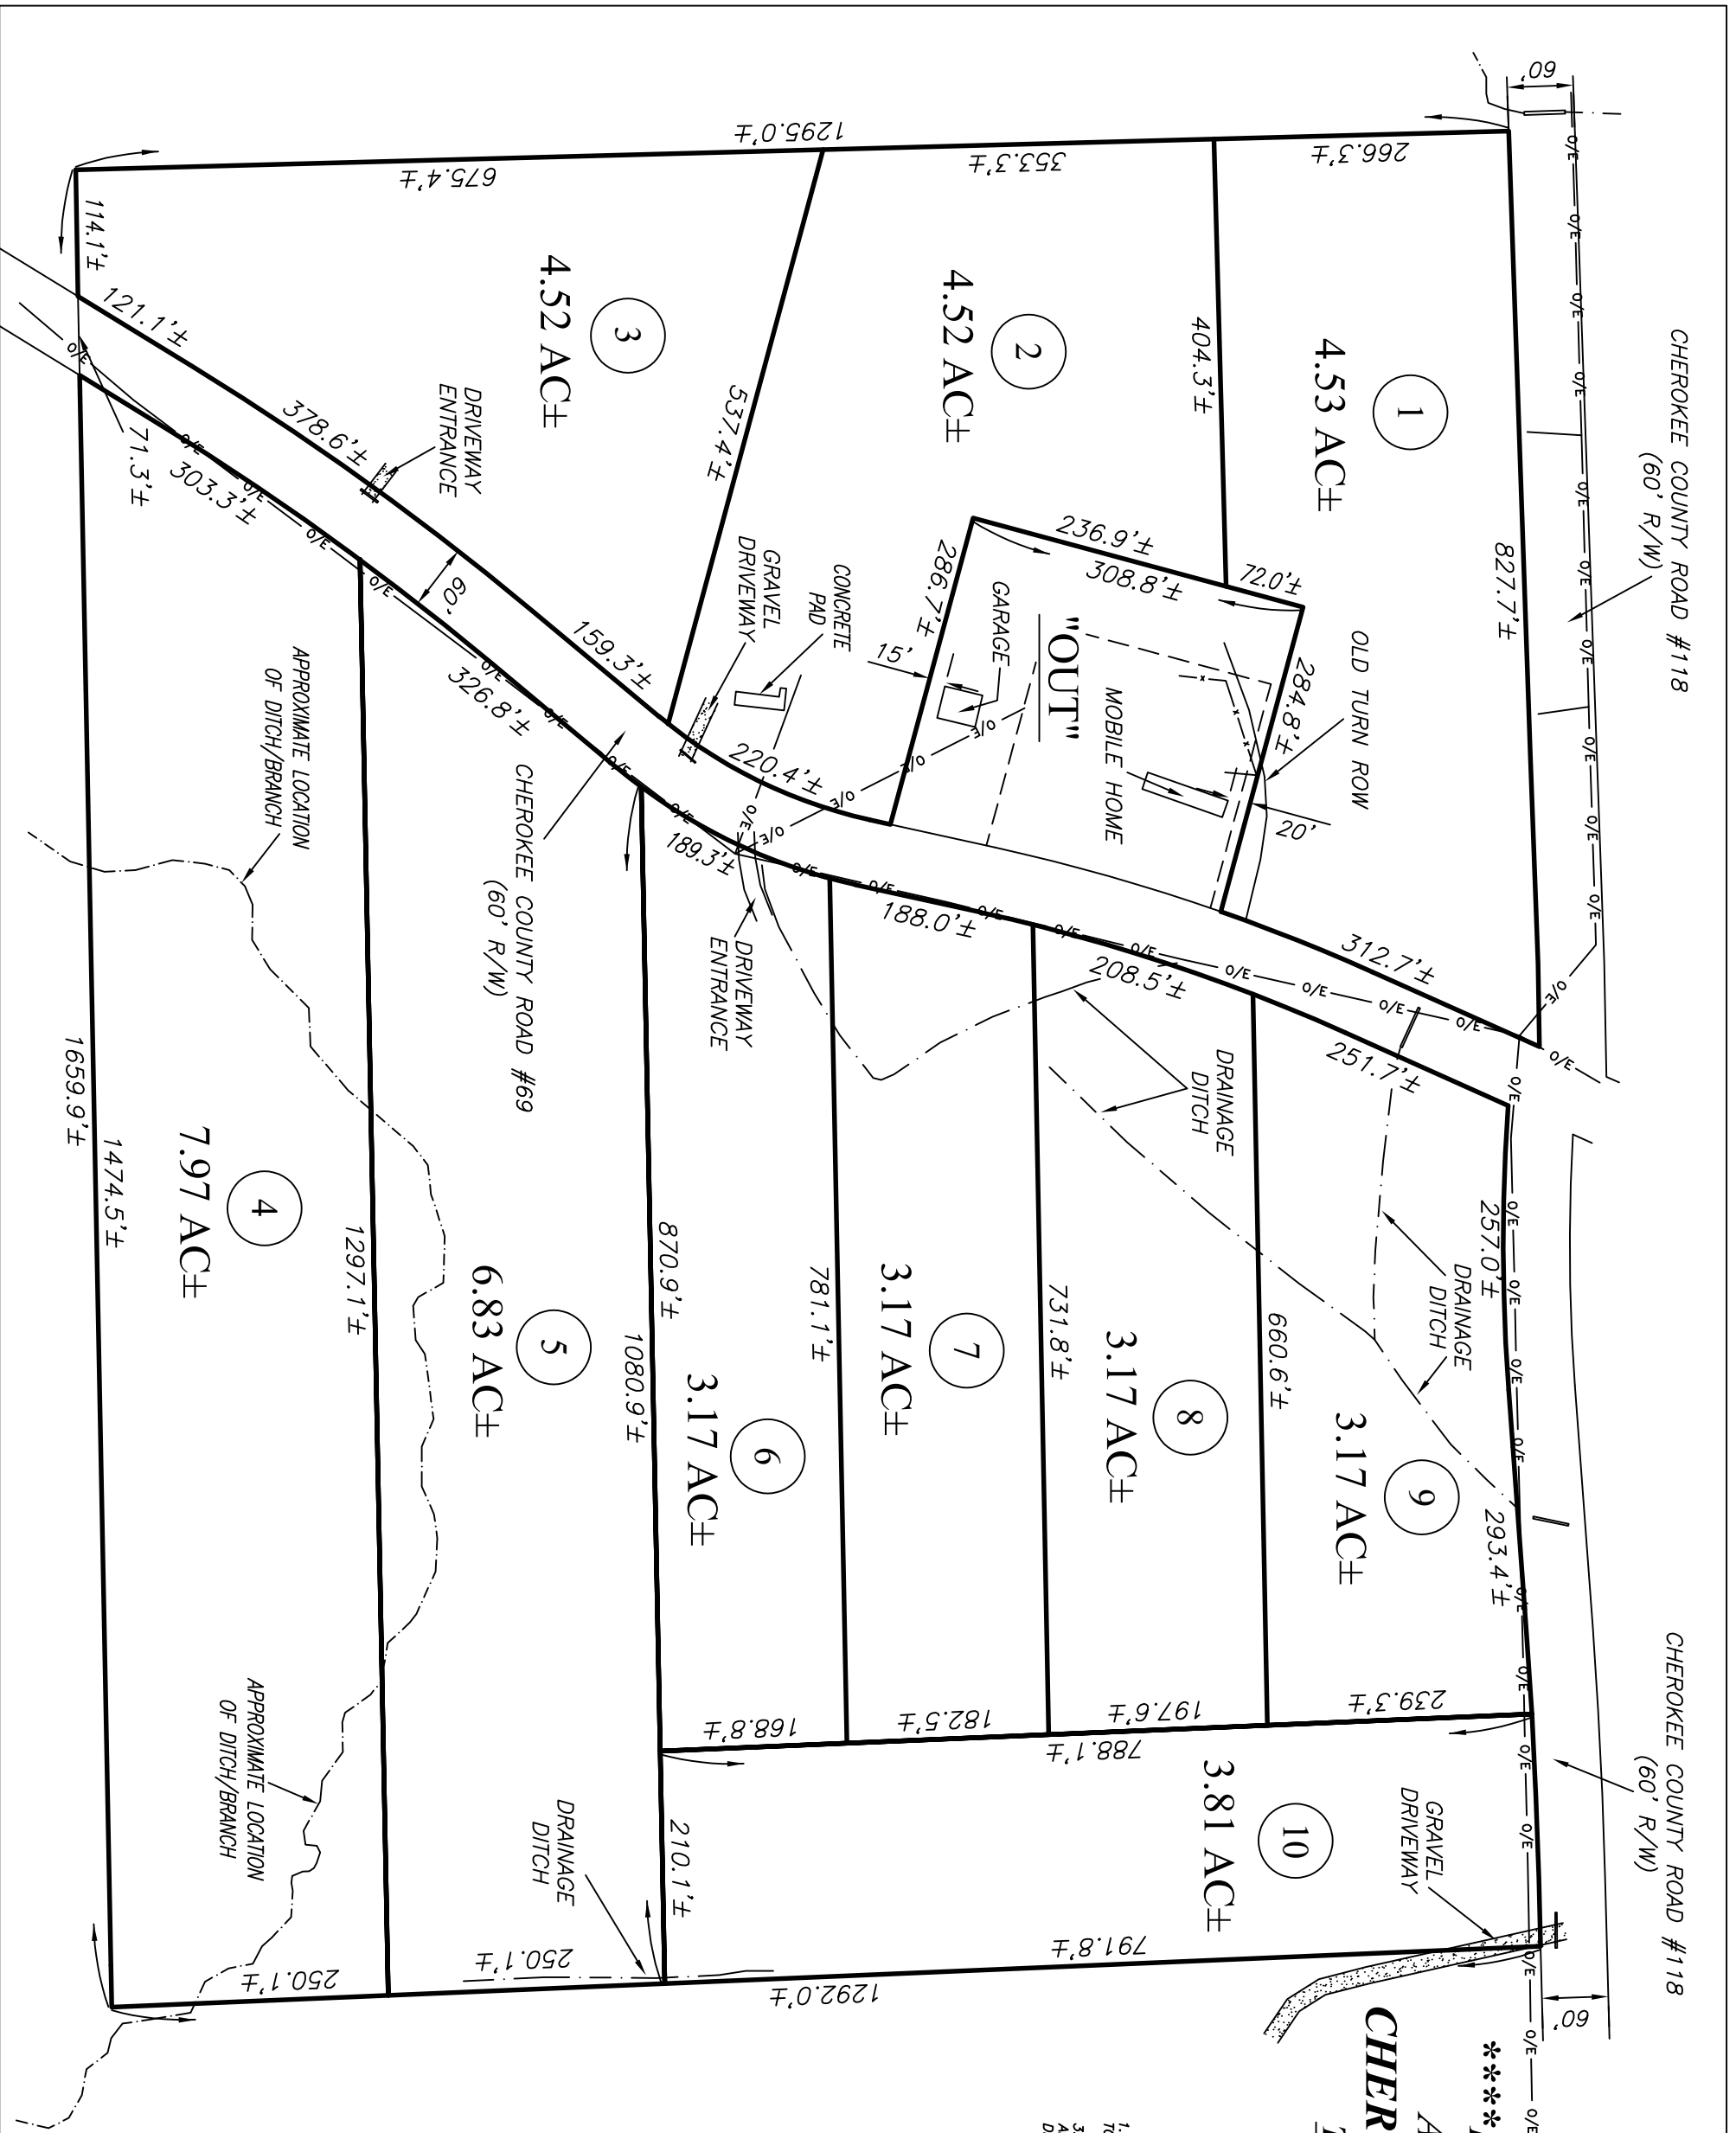 CHEROKEE COUNTY ROAD #118
(60' R/W)
60'
827.7'±
266.3'±
1
4.53 AC±
404.3'±
72.0'±
OLD TURN ROW
284.8'±
20'
312.7'±
1295.0'±
353.3'±
2
4.52 AC±
236.9'±
308.8'±
286.7'±
"OUT"
GARAGE
MOBILE HOME
15'
CONCRETE
PAD
GRAVEL
DRIVEWAY
220.4'±
537.4'±
675.4'±
3
4.52 AC±
159.3'±
DRIVEWAY
ENTRANCE
378.6'±
121.1'±
114.1'±
71.3'±
303.3'±
60'
326.8'±
189.3'±
188.0'±
208.5'±
251.7'±
CHEROKEE COUNTY ROAD #69
(60' R/W)
DRIVEWAY
ENTRANCE
APPROXIMATE LOCATION
OF DITCH/BRANCH
DRAINAGE
DITCH
257.0'±
DRAINAGE
DITCH
293.4'±
9
3.17 AC±
239.3'±
660.6'±
8
3.17 AC±
197.6'±
731.8'±
7
3.17 AC±
182.5'±
781.1'±
6
3.17 AC±
168.8'±
870.9'±
1080.9'±
5
6.83 AC±
1297.1'±
4
7.97 AC±
1474.5'±
1659.9'±
APPROXIMATE LOCATION
OF DITCH/BRANCH
250.1'±
250.1'±
DRAINAGE
DITCH
210.1'±
788.1'±
10
3.81 AC±
791.8'±
1292.0'±
GRAVEL
DRIVEWAY
CHEROKEE COUNTY ROAD #118
(60' R/W)
60'
O/E
****
CHER